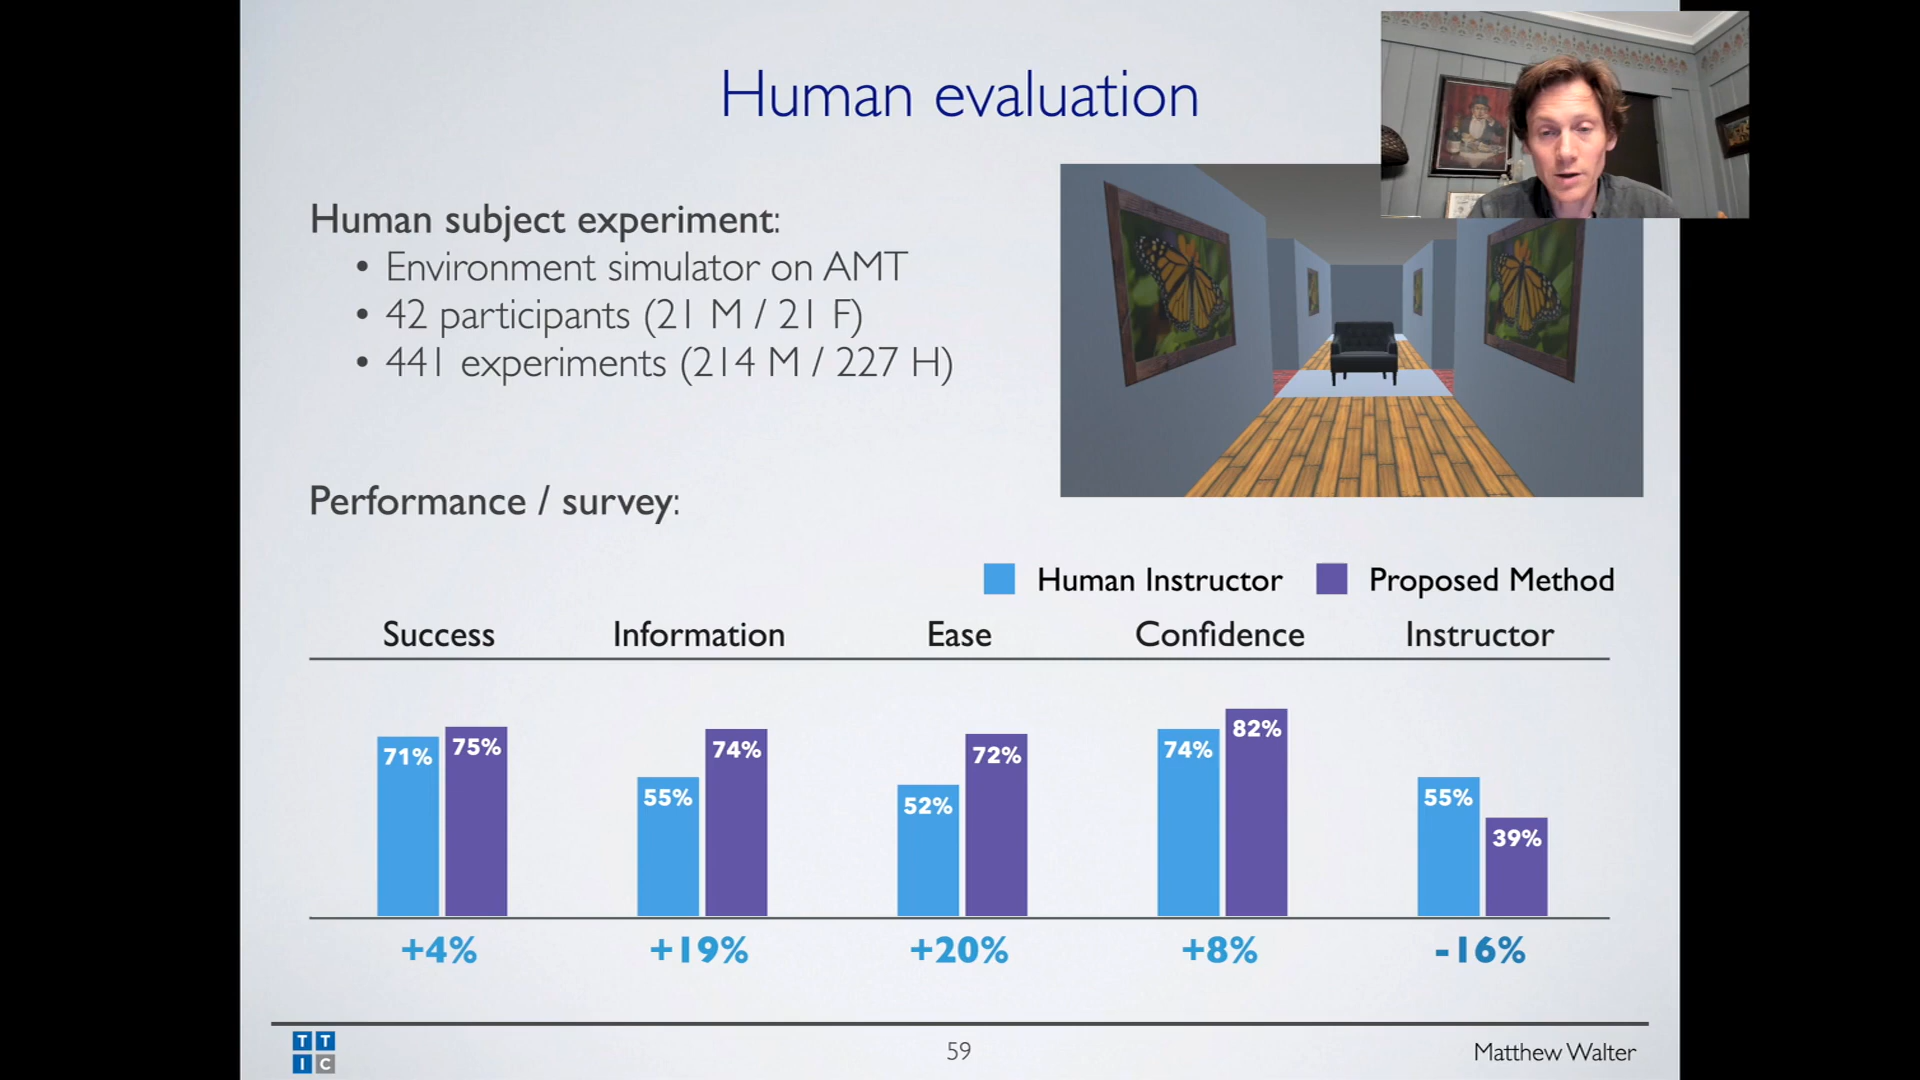 Human evaluation
Human subject experiment:
• Environment simulator on AMT
• 42 participants (21 M / 21 F)
• 441 experiments (214 M / 227 H)
Performance / survey:
Human Instructor Proposed Method
Success Information Ease Confidence Instructor
71% 75% 55% 74% 52% 72% 74% 82% 55% 39%
+4% +19% +20% +8% -16%
TTIC
59
Matthew Walter